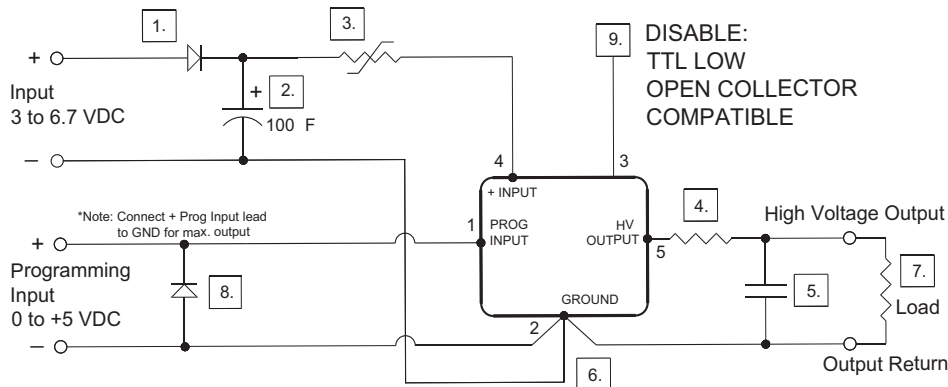 1.
3.
9.
DISABLE:
TTL LOW
OPEN COLLECTOR
COMPATIBLE
+
Input
3 to 6.7 VDC
–
+
2.
100 F
4
3
+ INPUT
*Note: Connect + Prog Input lead
to GND for max. output
+
1
PROG
INPUT
HV
OUTPUT
5
4.
High Voltage Output
Programming
Input
0 to +5 VDC
–
8.
GROUND
2
6.
5.
7.
Load
Output Return